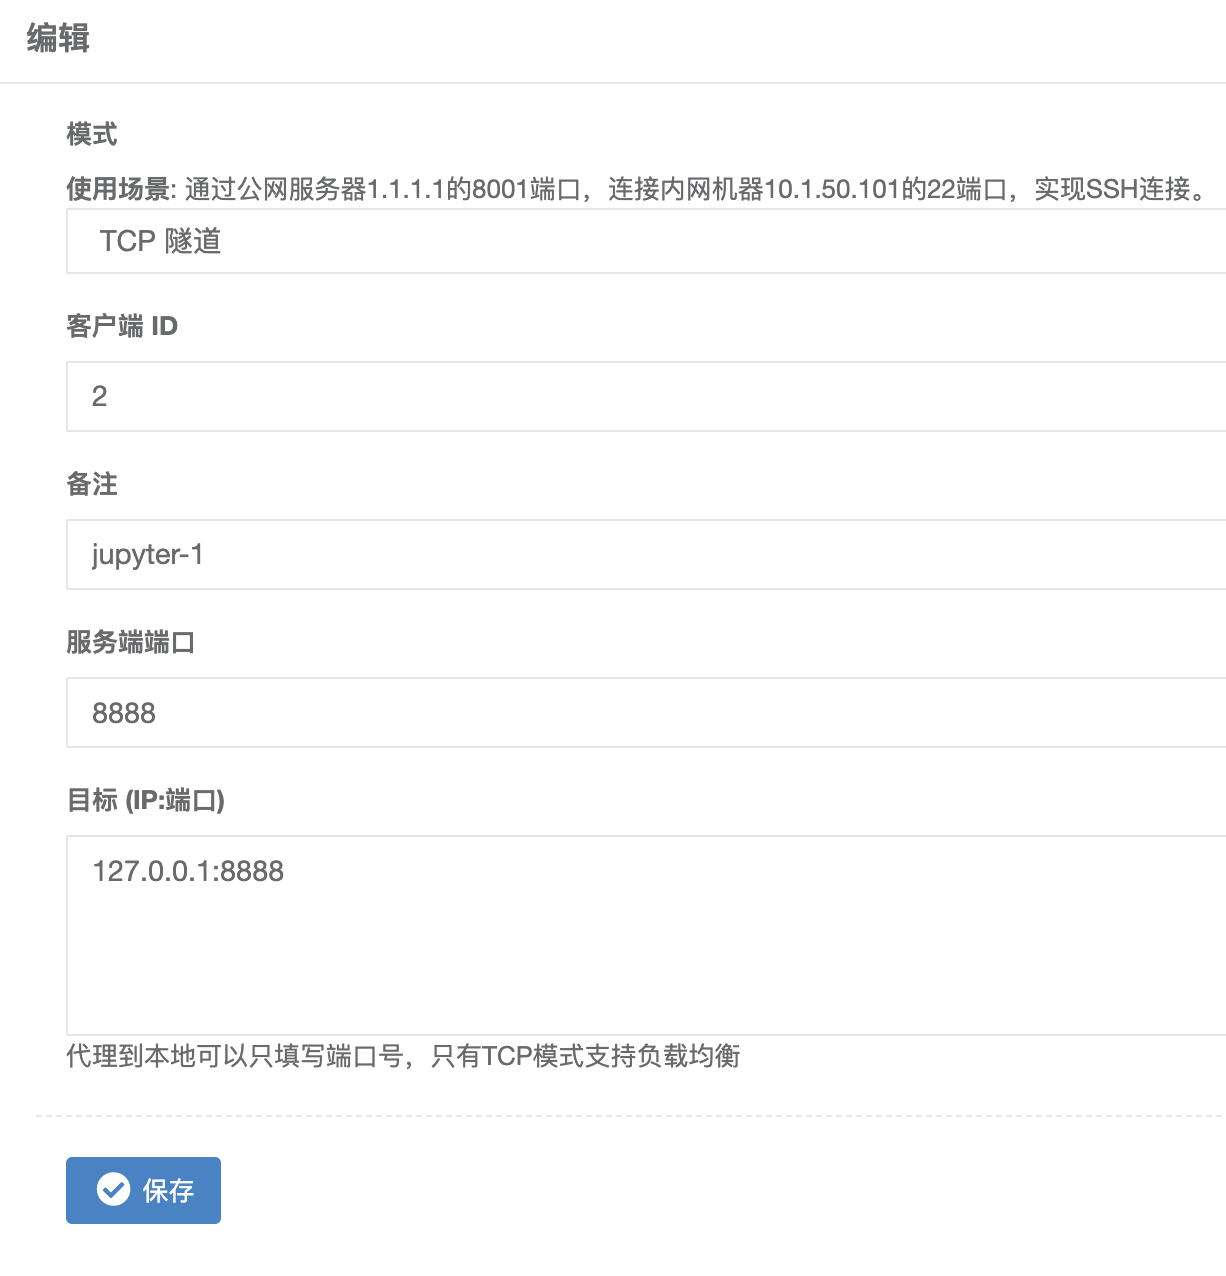 编辑
模式
使用场景: 通过公网服务器1.1.1.1的8001端口，连接内网机器10.1.50.101的22端口，实现SSH连接。
TCP 隧道
客户端 ID
2
备注
jupyter-1
服务端端口
8888
目标 (IP:端口)
127.0.0.1:8888
代理到本地可以只填写端口号，只有TCP模式支持负载均衡
保存